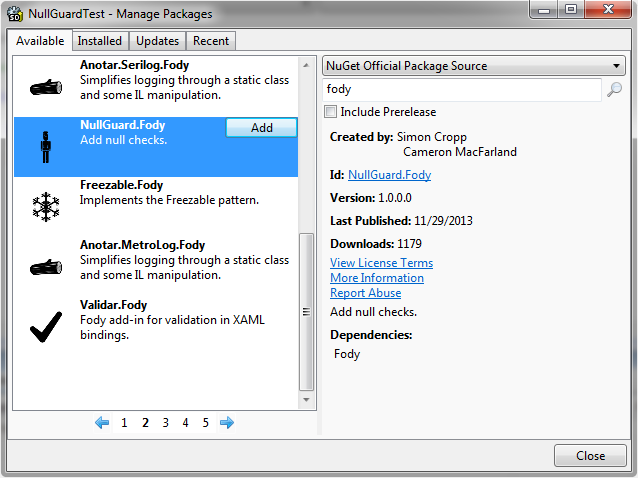 NullGuardTest - Manage Packages
Available
Installed
Updates
Recent
Anotar.Serilog.Fody
Simplifies logging through a static class
and some IL manipulation.
NullGuard.Fody
Add
Add null checks.
Freezable.Fody
Implements the Freezable pattern.
Anotar.MetroLog.Fody
Simplifies logging through a static class
and some IL manipulation.
Validar.Fody
Fody add-in for validation in XAML
bindings.
1 2 3 4 5
NuGet Official Package Source
fody
Include Prerelease
Created by: Simon Cropp
Cameron MacFarland
Id: NullGuard.Fody
Version: 1.0.0.0
Last Published: 11/29/2013
Downloads: 1179
View License Terms
More Information
Report Abuse
Add null checks.
Dependencies:
Fody
Close